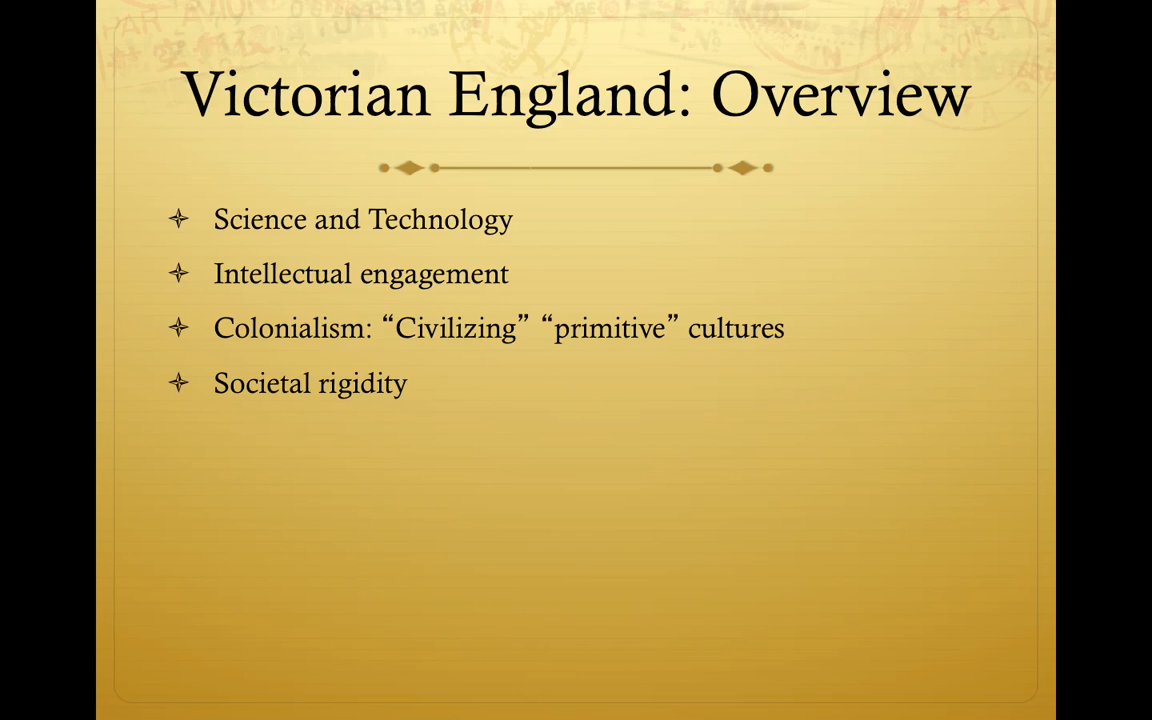 Victorian England: Overview
Science and Technology
Intellectual engagement
Colonialism: “Civilizing” “primitive” cultures
Societal rigidity